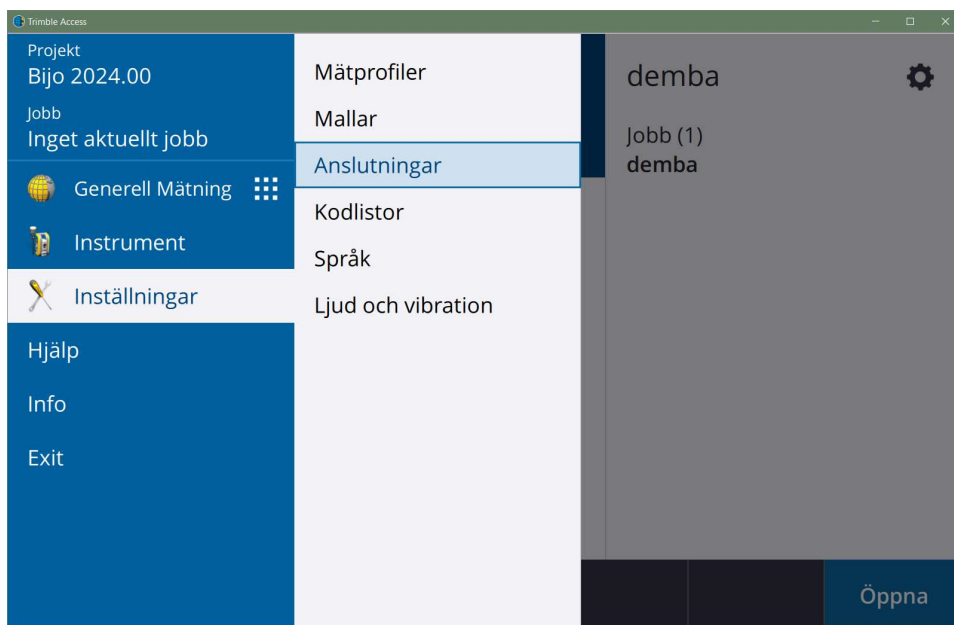 Trimble Access
Projekt
Bijo 2024.00
Jobb
Inget aktuellt jobb
Generell Mätning
Instrument
Inställningar
Hjälp
Info
Exit
Mätprofiler
Mallar
Anslutningar
Kodlistor
Språk
Ljud och vibration
demba
Jobb (1)
demba
Öppna